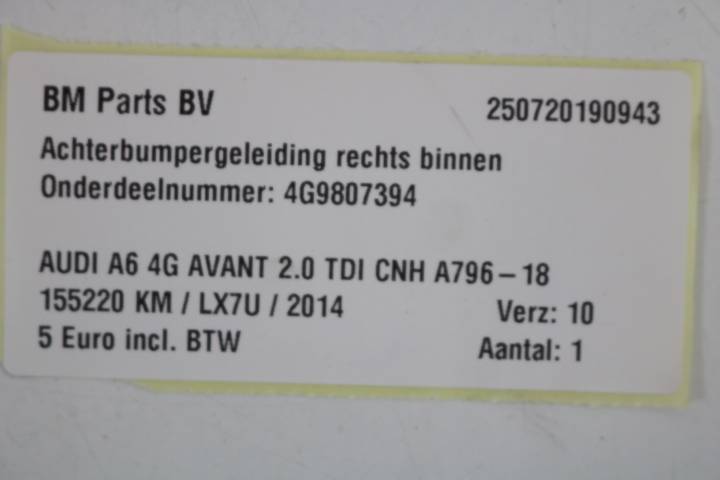 BM Parts BV 250720190943
Achterbumpergeleiding rechts binnen
Onderdeelnummer: 4G9807394
AUDI A6 4G AVANT 2.0 TDI CNH A796-18
155220 KM / LX7U / 2014 Verz: 10
5 Euro incl. BTW Aantal: 1